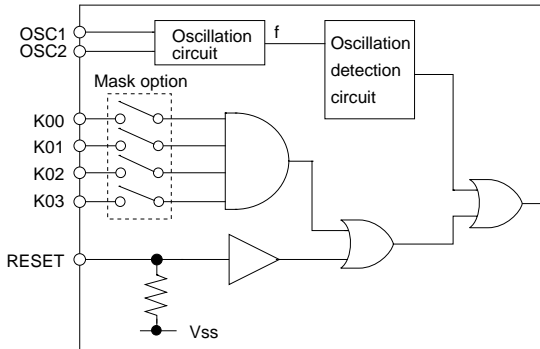 OSC1
OSC2
Oscillation
circuit
f
Oscillation
detection
circuit
Mask option
K00
K01
K02
K03
RESET
Vss